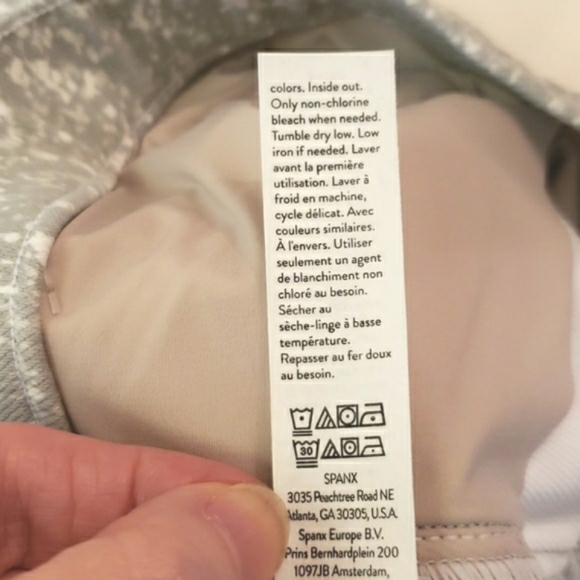 colors. Inside out.
Only non-chlorine
bleach when needed.
Tumble dry low. Low
iron if needed. Laver
avant la première
utilisation. Laver à
froid en machine,
cycle délicat. Avec
couleurs similaires.
À l'envers. Utiliser
seulement un agent
de blanchiment non
chloré au besoin.
Sécher au
sèche-linge à basse
température.
Repasser au fer doux
au besoin.
30
SPANX
3035 Peachtree Road NE
Atlanta, GA 30305, U.S.A.
Spanx Europe B.V.
Prins Bernhardplein 200
1097JB Amsterdam,